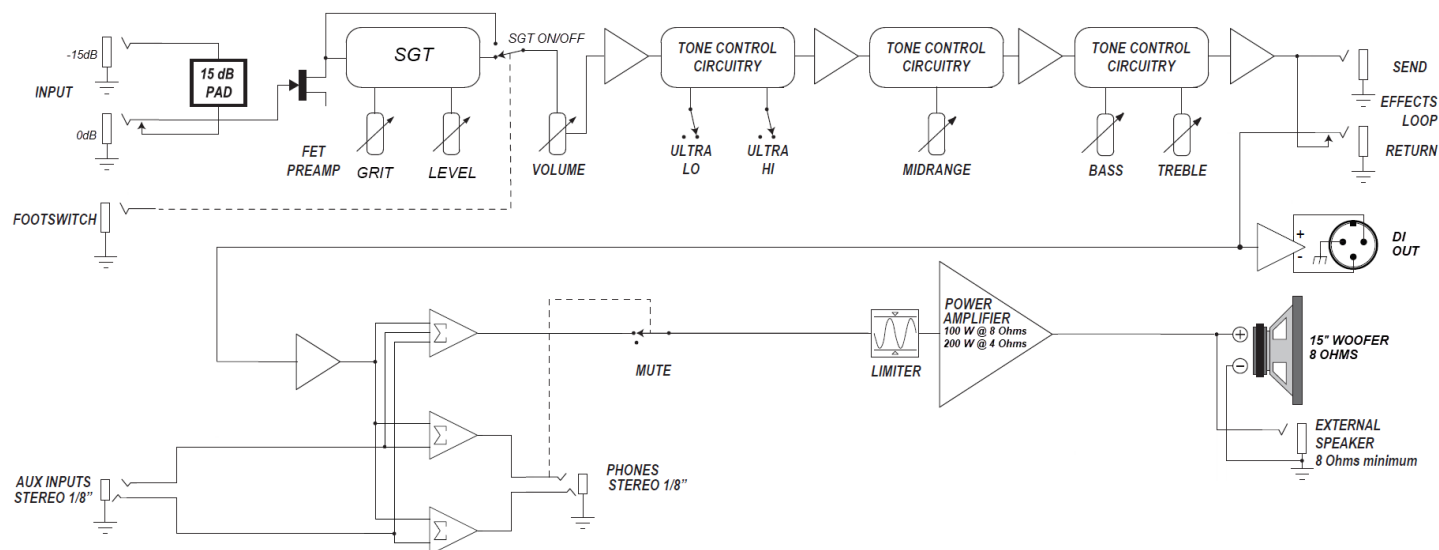 -15dB
INPUT
15 dB
PAD
0dB
FET
PREAMP
SGT
SGT ON/OFF
GRIT
LEVEL
VOLUME
TONE CONTROL
CIRCUITRY
ULTRA
LO
ULTRA
HI
TONE CONTROL
CIRCUITRY
MIDRANGE
TONE CONTROL
CIRCUITRY
BASS
TREBLE
SEND
EFFECTS
LOOP
RETURN
FOOTSWITCH
+
-
DI
OUT
Σ
MUTE
LIMITER
POWER
AMPLIFIER
100 W @ 8 Ohms
200 W @ 4 Ohms
+
−
15" WOOFER
8 OHMS
EXTERNAL
SPEAKER
8 Ohms minimum
Σ
AUX INPUTS
STEREO 1/8”
PHONES
STEREO 1/8”
Σ